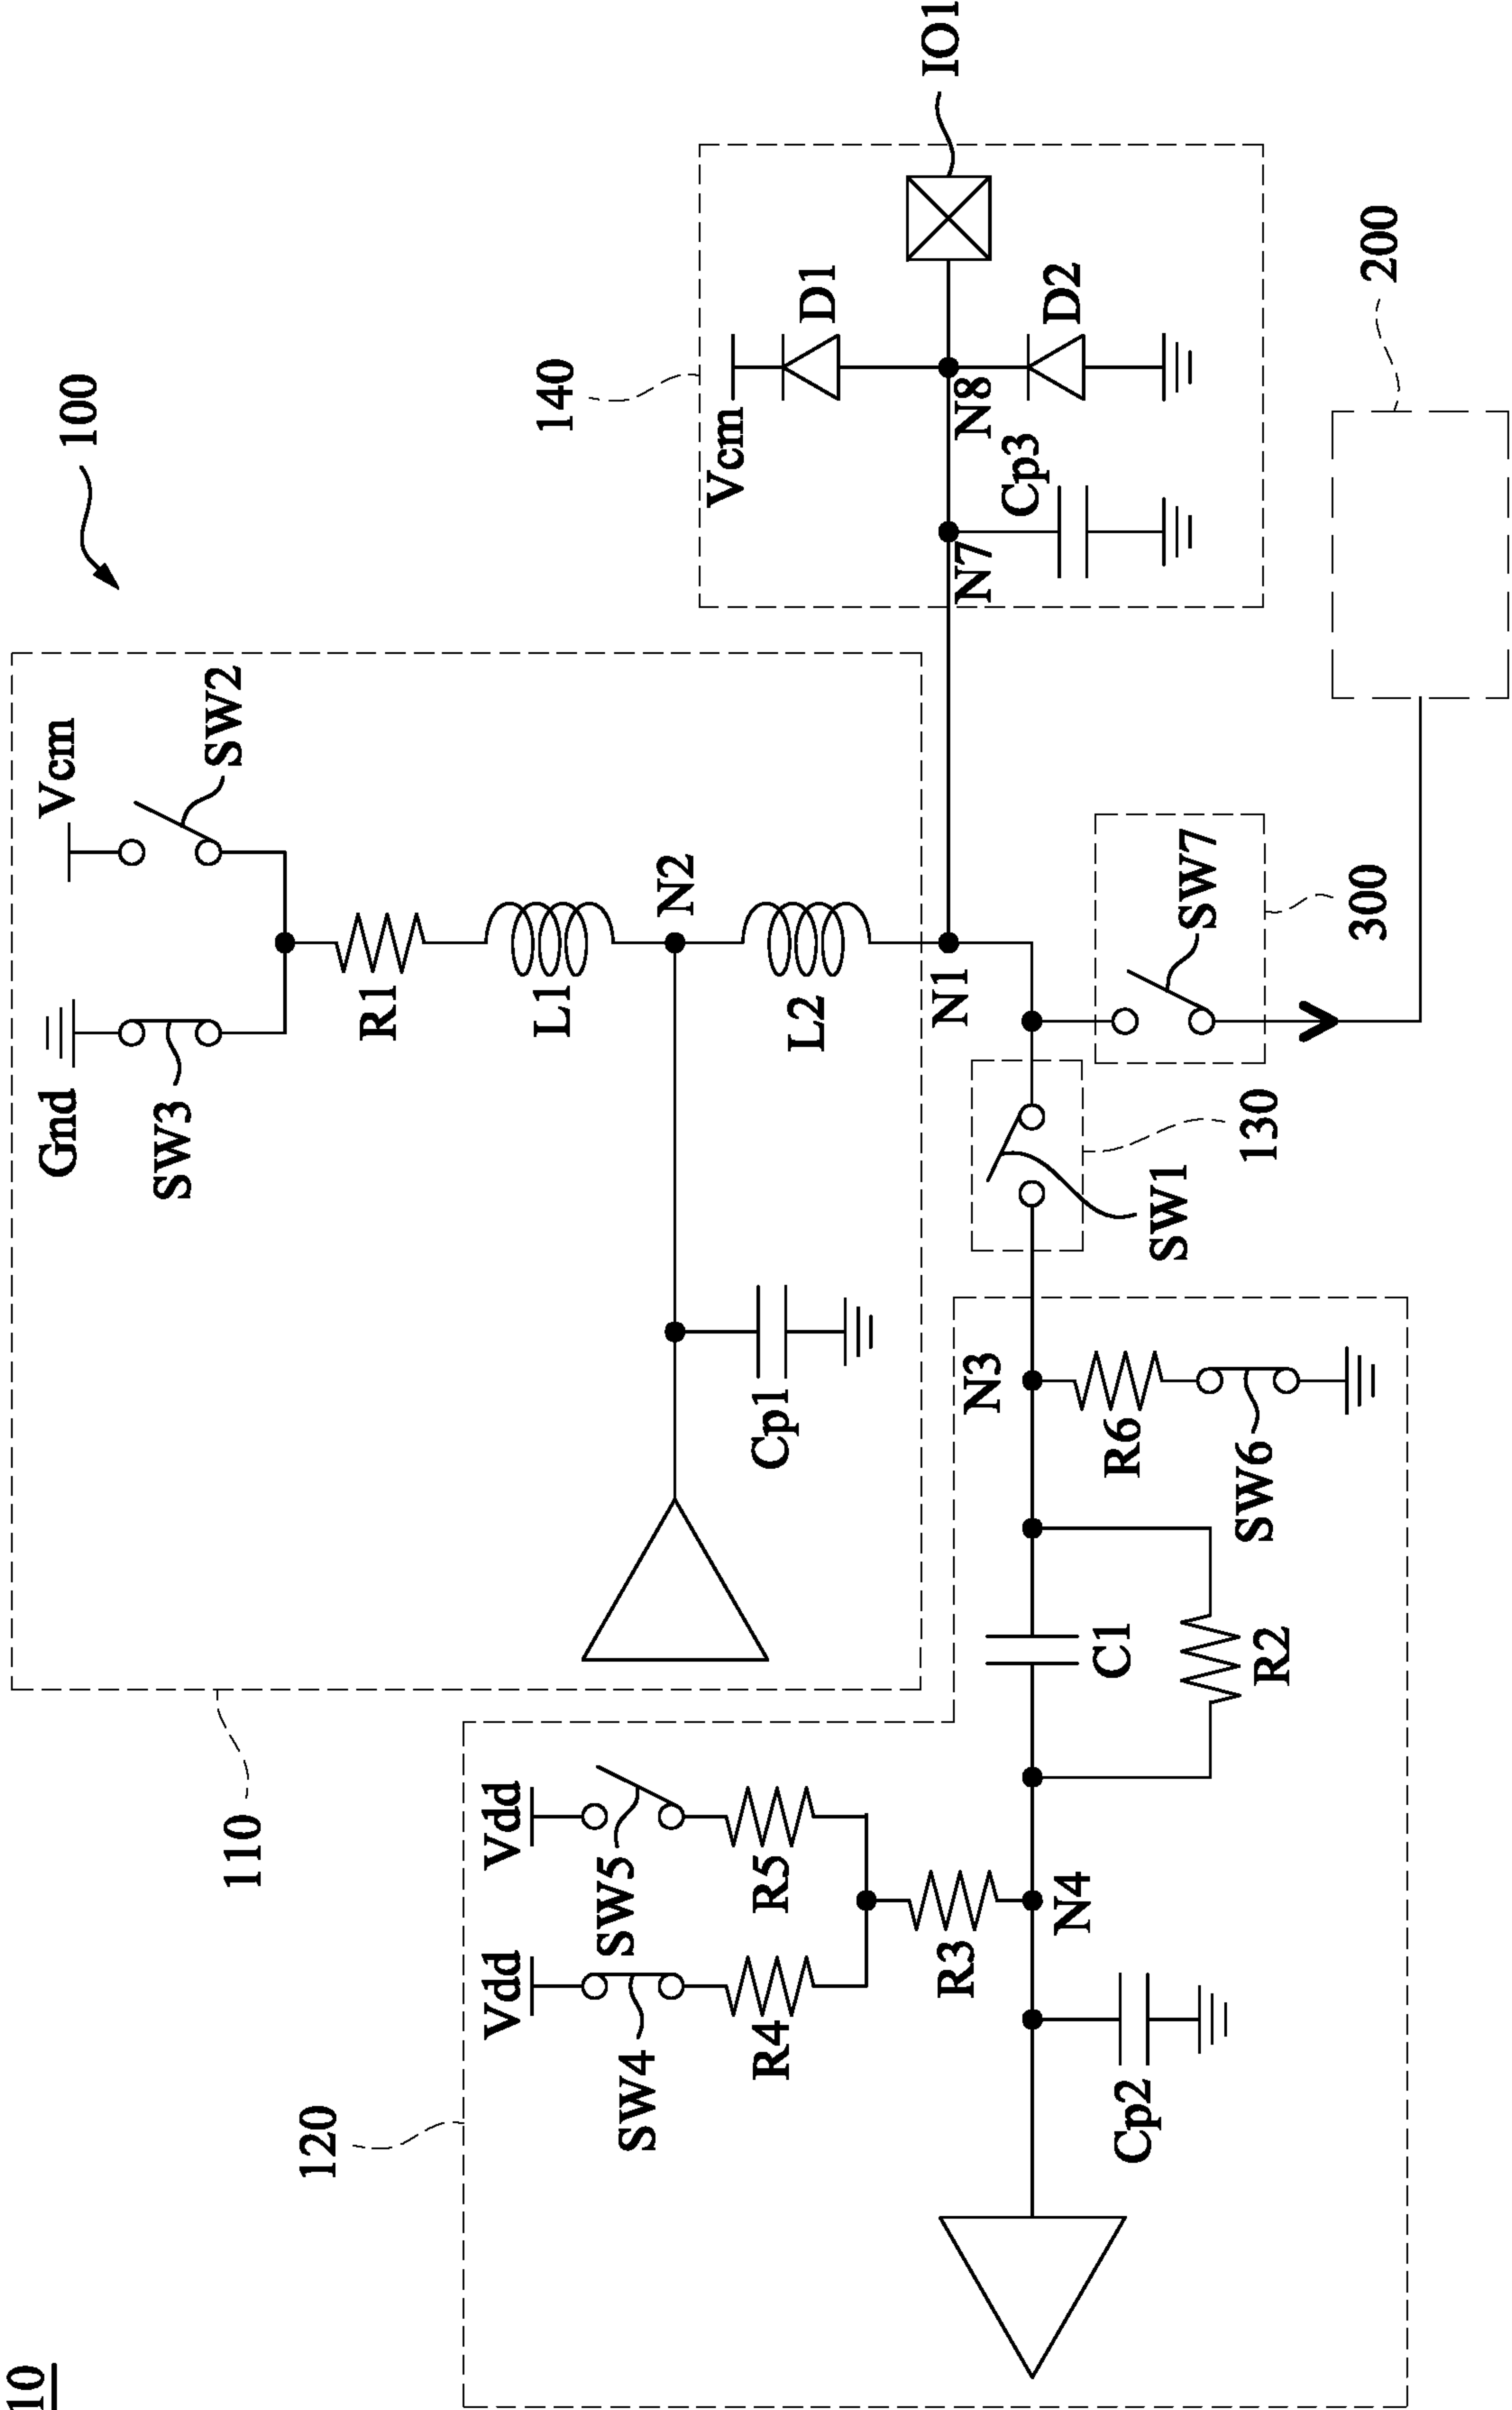 10
100
110
Gnd
Vcm
SW3
SW2
R1
L1
N2
Cp1
L2
N1
140
IO1
Vcm
D1
N8
D2
N7
Cp3
120
Vdd
Vdd
SW4
SW5
R4
R5
R3
N4
Cp2
C1
R2
N3
R6
SW6
SW1
130
SW7
300
200